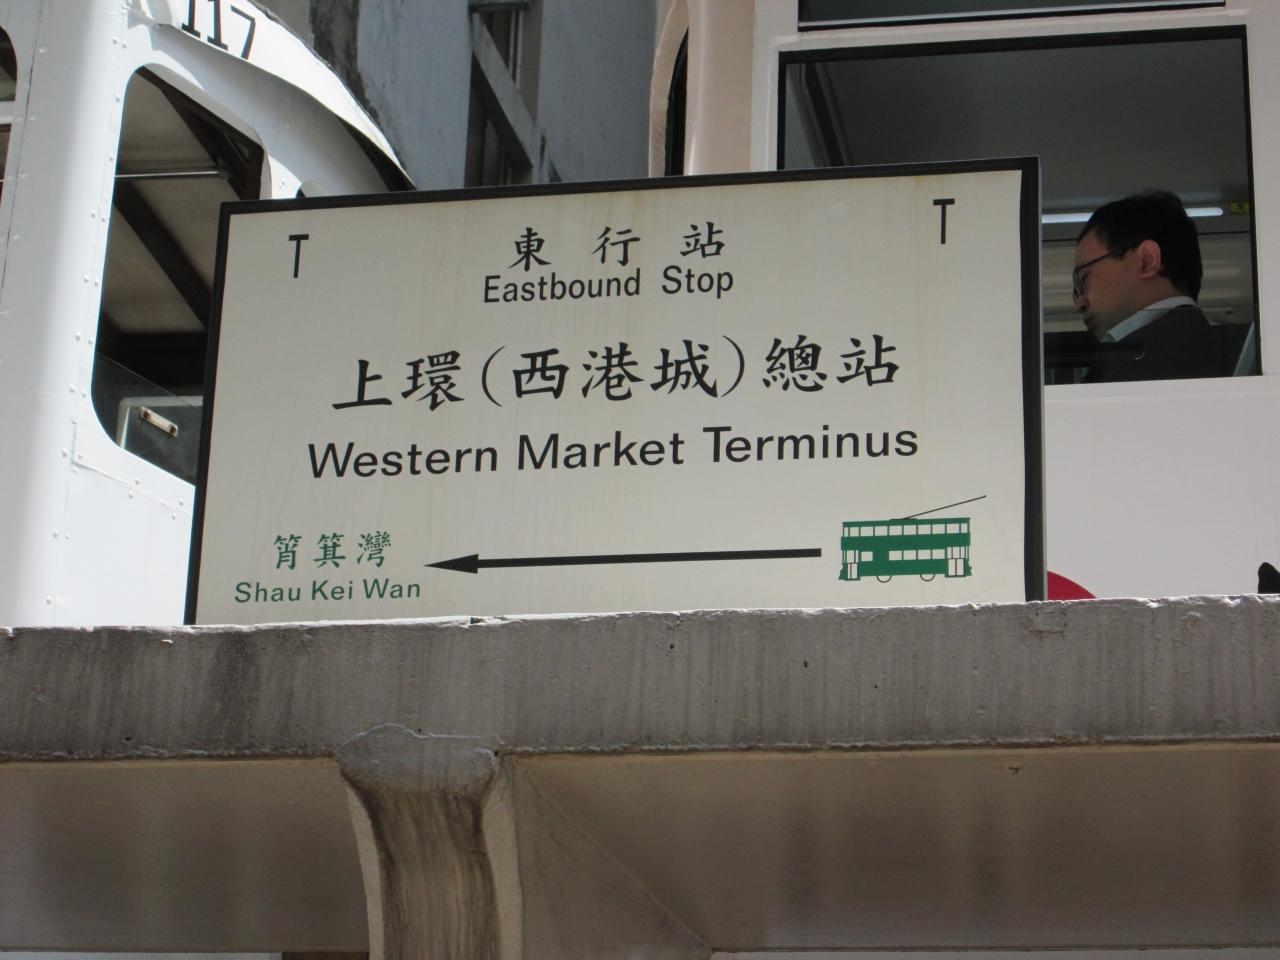 117
T
T
東行站
Eastbound Stop
上環(西港城)總站
Western Market Terminus
筲箕灣
Shau Kei Wan